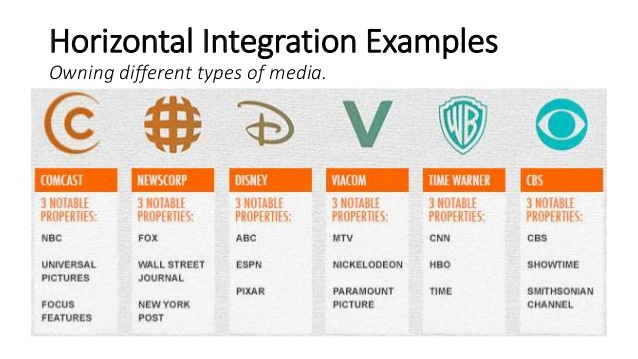 Horizontal Integration Examples
Owning different types of media.
C
D
V
WB
COMCAST
3 NOTABLE
PROPERTIES:
NBC
UNIVERSAL
PICTURES
FOCUS
FEATURES
NEWSCORP
3 NOTABLE
PROPERTIES:
FOX
WALL STREET
JOURNAL
NEW YORK
POST
DISNEY
3 NOTABLE
PROPERTIES:
ABC
ESPN
PIXAR
VIACOM
3 NOTABLE
PROPERTIES:
MTV
NICKELODEON
PARAMOUNT
PICTURE
TIME WARNER
3 NOTABLE
PROPERTIES:
CNN
HBO
TIME
CBS
3 NOTABLE
PROPERTIES:
CBS
SHOWTIME
SMITHSONIAN
CHANNEL